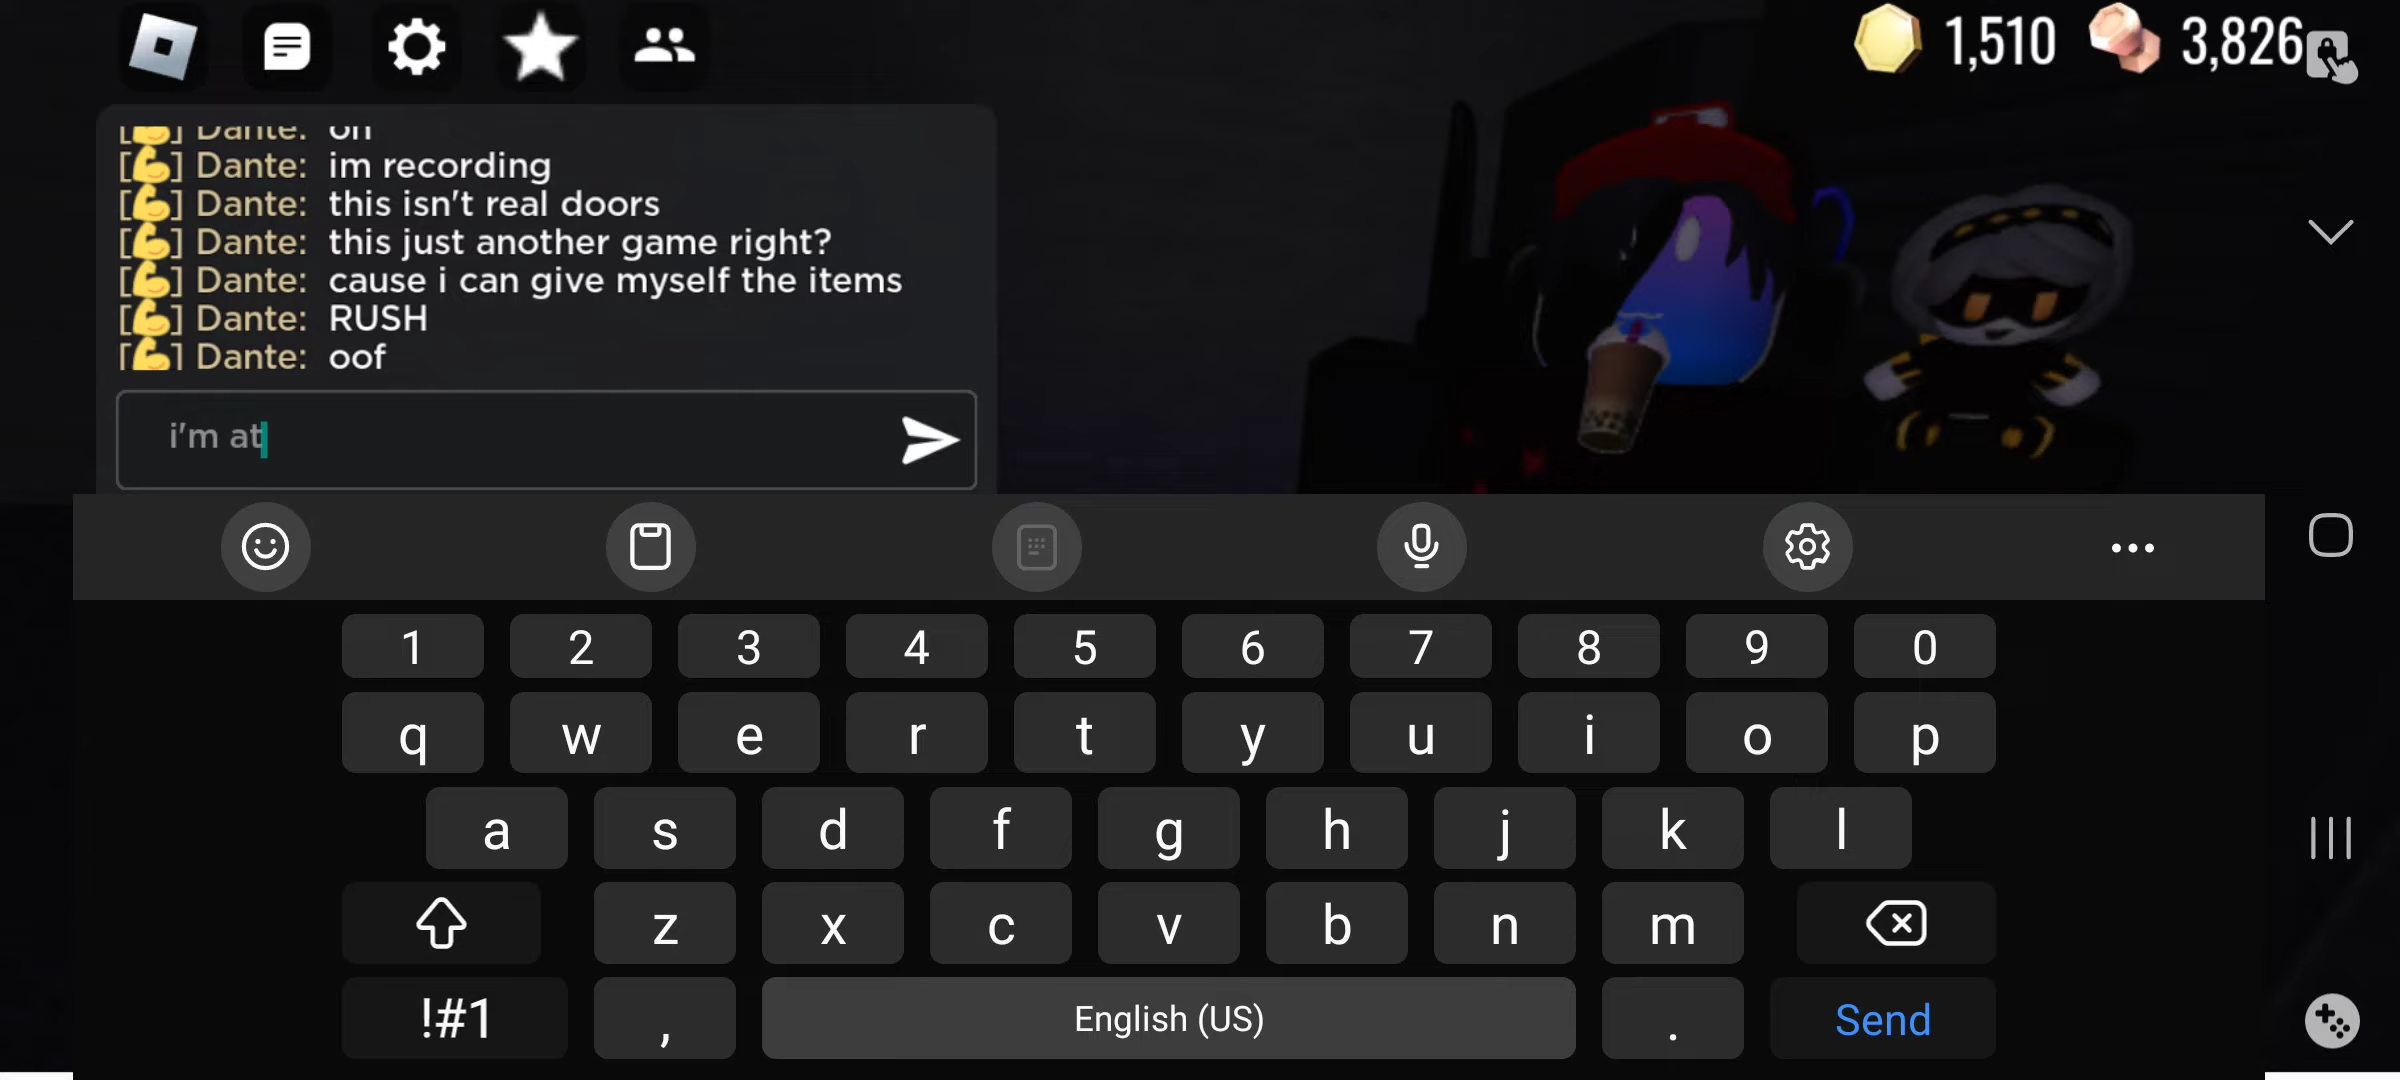 1,510 3,826
[💪] Dante: oh
[💪] Dante: im recording
[💪] Dante: this isn't real doors
[💪] Dante: this just another game right?
[💪] Dante: cause i can give myself the items
[💪] Dante: RUSH
[💪] Dante: oof
i'm at
1 2 3 4 5 6 7 8 9 0
q w e r t y u i o p
a s d f g h j k l
z x c v b n m
!#1 , English (US) . Send